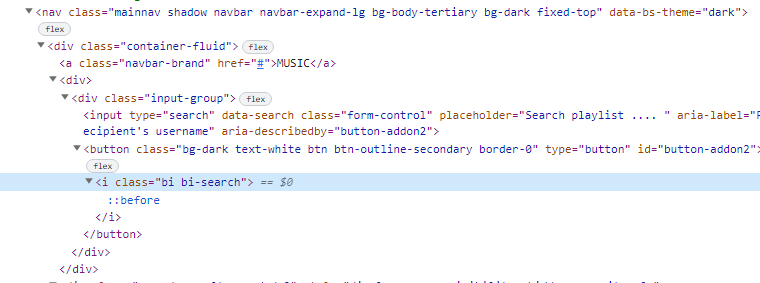 <nav class="mainnav shadow navbar navbar-expand-lg bg-body-tertiary bg-dark fixed-top" data-bs-theme="dark">
flex
<div class="container-fluid"> flex
<a class="navbar-brand" href="#">MUSIC</a>
<div>
<div class="input-group"> flex
<input type="search" data-search class="form-control" placeholder="Search playlist .... " aria-label="
ecipient's username" aria-describedby="button-addon2">
<button class="bg-dark text-white btn btn-outline-secondary border-0" type="button" id="button-addon2">
flex
<i class="bi bi-search"> == $0
::before
</i>
</button>
</div>
</div>